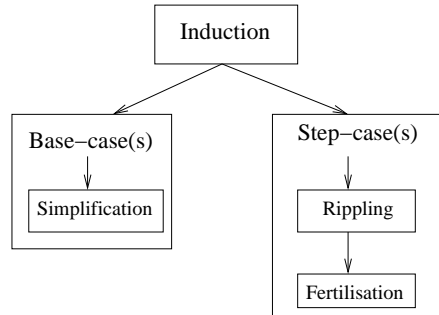 Induction
Base−case(s)
Simplification
Step−case(s)
Rippling
Fertilisation